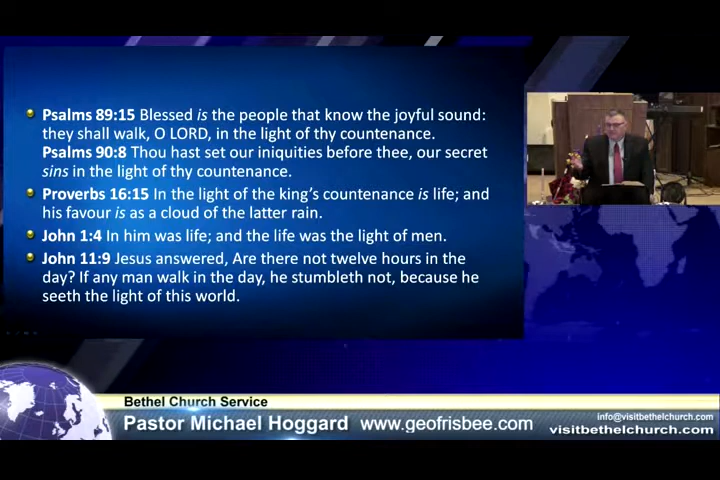 Psalms 89:15 Blessed is the people that know the joyful sound:
they shall walk, O LORD, in the light of thy countenance.
Psalms 90:8 Thou hast set our iniquities before thee, our secret
sins in the light of thy countenance.
Proverbs 16:15 In the light of the king's countenance is life; and
his favour is as a cloud of the latter rain.
John 1:4 In him was life; and the life was the light of men.
John 11:9 Jesus answered, Are there not twelve hours in the
day? If any man walk in the day, he stumbleth not, because he
seeth the light of this world.
Bethel Church Service
Pastor Michael Hoggard www.geofrisbee.com
info@visitbethelchurch.com
visitbethelchurch.com